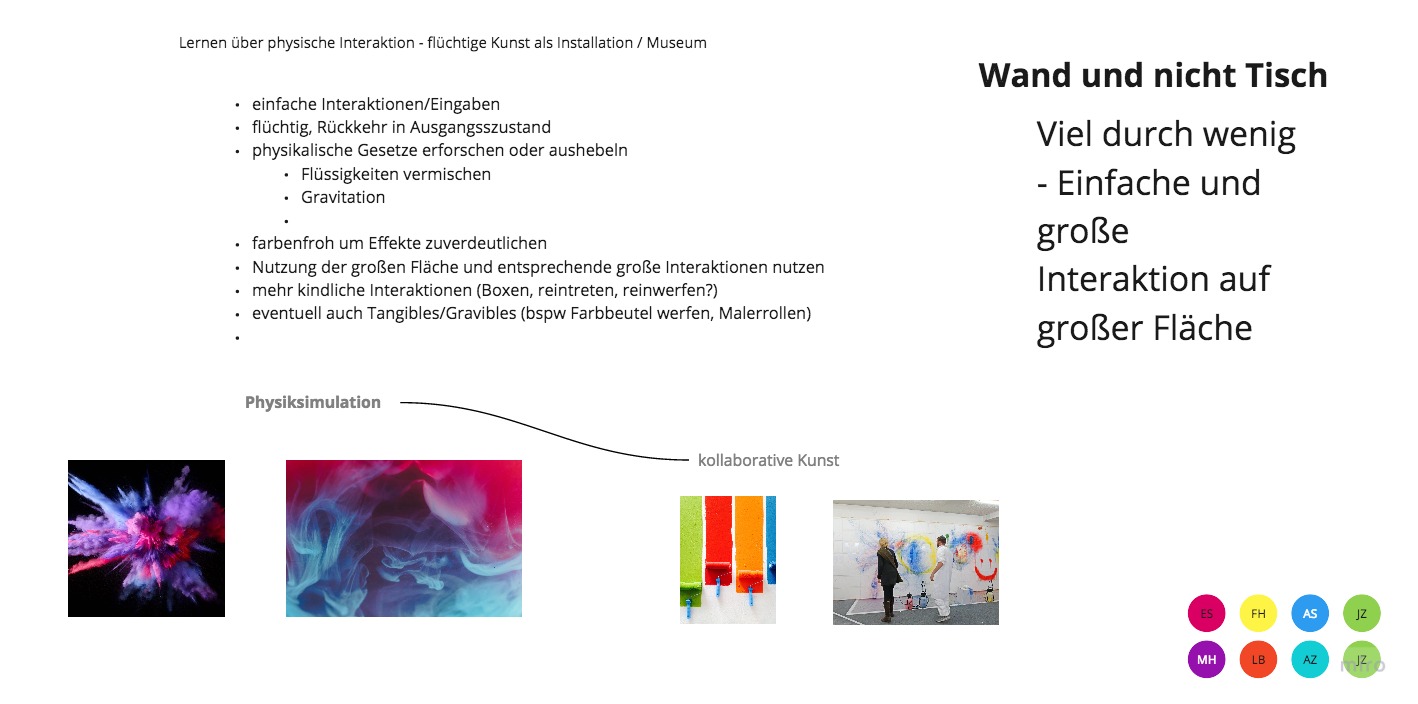 Lernen über physische Interaktion - flüchtige Kunst als Installation / Museum
• einfache Interaktionen/Eingaben
• flüchtig, Rückkehr in Ausgangsszustand
• physikalische Gesetze erforschen oder aushebeln
• Flüssigkeiten vermischen
• Gravitation
•
• farbenfroh um Effekte zuverdeutlichen
• Nutzung der großen Fläche und entsprechende große Interaktionen nutzen
• mehr kindliche Interaktionen (Boxen, reintreten, reinwerfen?)
• eventuell auch Tangibles/Gravibles (bspw Farbbeutel werfen, Malerrollen)
•
Wand und nicht Tisch
Viel durch wenig
- Einfache und
große
Interaktion auf
großer Fläche
Physiksimulation
kollaborative Kunst
ES FH AS JZ
MH LB AZ JZ
miro